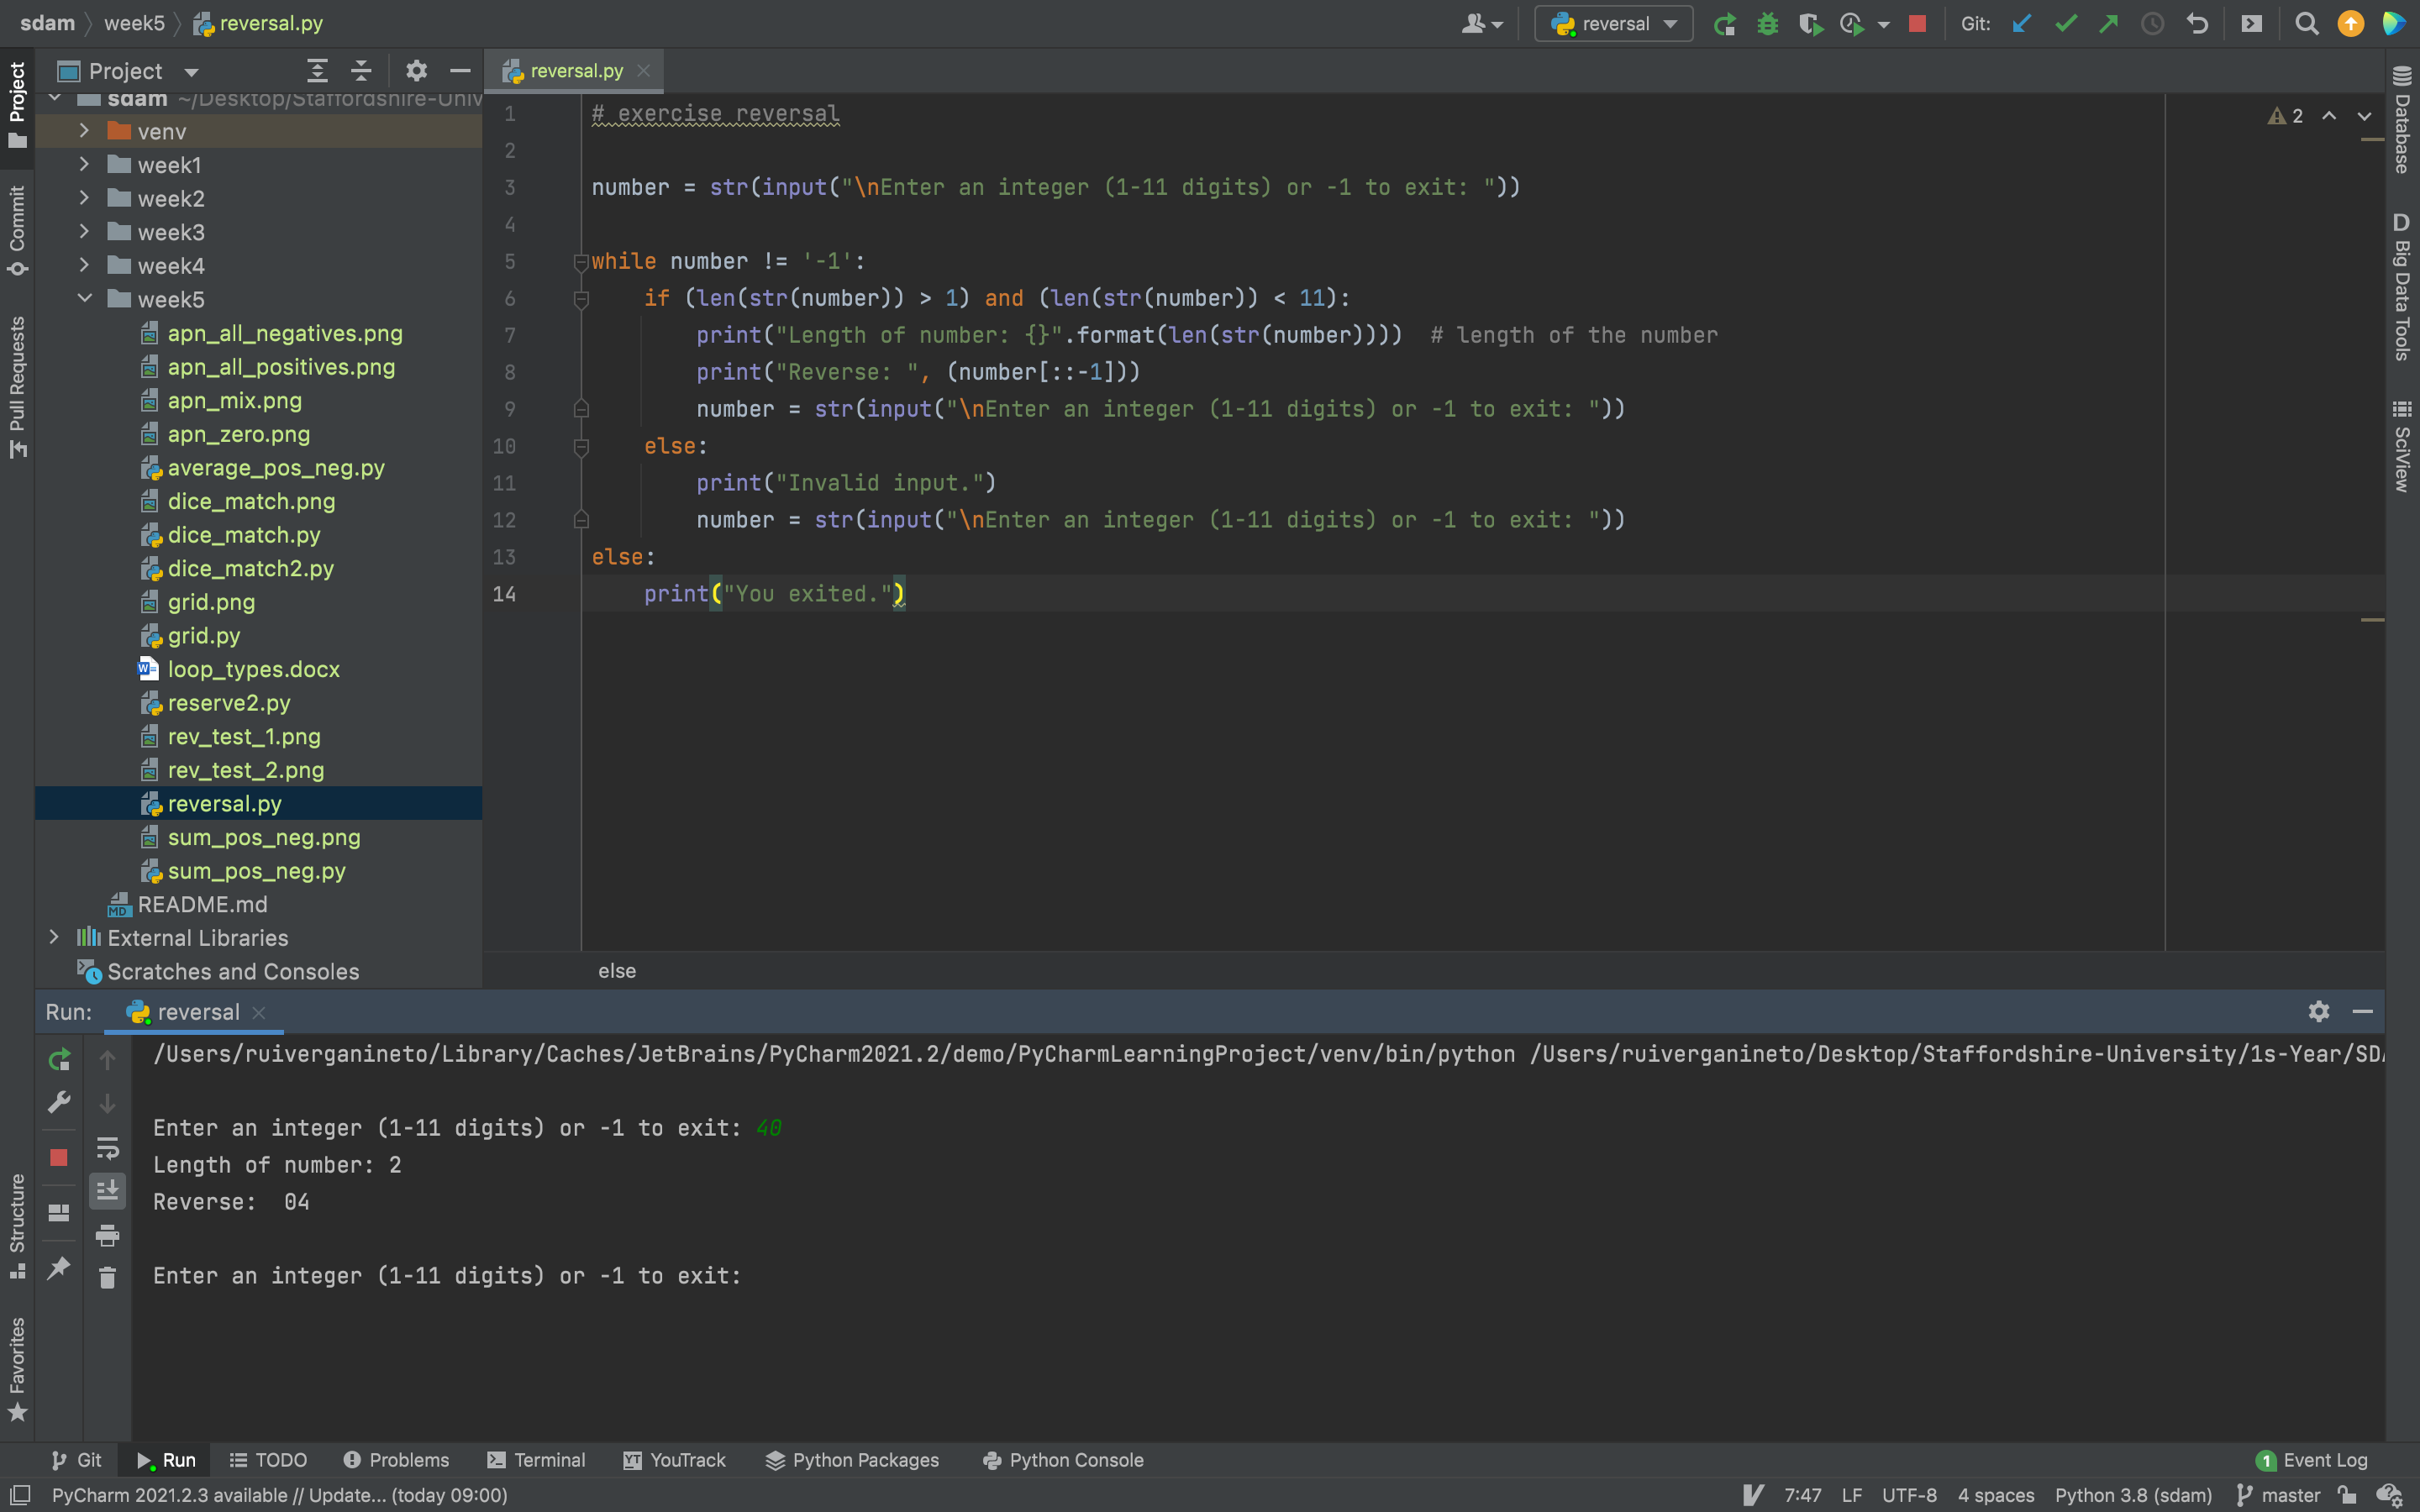 sdam week5 reversal.py
reversal
Git:
Project
reversal.py
sdam ~/Desktop/Staffordshire-Univ
venv
week1
week2
week3
week4
week5
apn_all_negatives.png
apn_all_positives.png
apn_mix.png
apn_zero.png
average_pos_neg.py
dice_match.png
dice_match.py
dice_match2.py
grid.png
grid.py
loop_types.docx
reserve2.py
rev_test_1.png
rev_test_2.png
reversal.py
sum_pos_neg.png
sum_pos_neg.py
README.md
External Libraries
Scratches and Consoles
Project
Commit
Pull Requests
Structure
Favorites
1 # exercise reversal
2
3 number = str(input("\nEnter an integer (1-11 digits) or -1 to exit: "))
4
5 while number != '-1':
6 if (len(str(number)) > 1) and (len(str(number)) < 11):
7 print("Length of number: {}".format(len(str(number)))) # length of the number
8 print("Reverse: ", (number[::-1]))
9 number = str(input("\nEnter an integer (1-11 digits) or -1 to exit: "))
10 else:
11 print("Invalid input.")
12 number = str(input("\nEnter an integer (1-11 digits) or -1 to exit: "))
13 else:
14 print("You exited.")
2
else
Database
D Big Data Tools
SciView
Run: reversal
/Users/ruiverganineto/Library/Caches/JetBrains/PyCharm2021.2/demo/PyCharmLearningProject/venv/bin/python /Users/ruiverganineto/Desktop/Staffordshire-University/1s-Year/SDA
Enter an integer (1-11 digits) or -1 to exit: 40
Length of number: 2
Reverse:  04
Enter an integer (1-11 digits) or -1 to exit:
Git Run TODO Problems Terminal YouTrack Python Packages Python Console 1 Event Log
PyCharm 2021.2.3 available // Update... (today 09:00) 7:47 LF UTF-8 4 spaces Python 3.8 (sdam) master